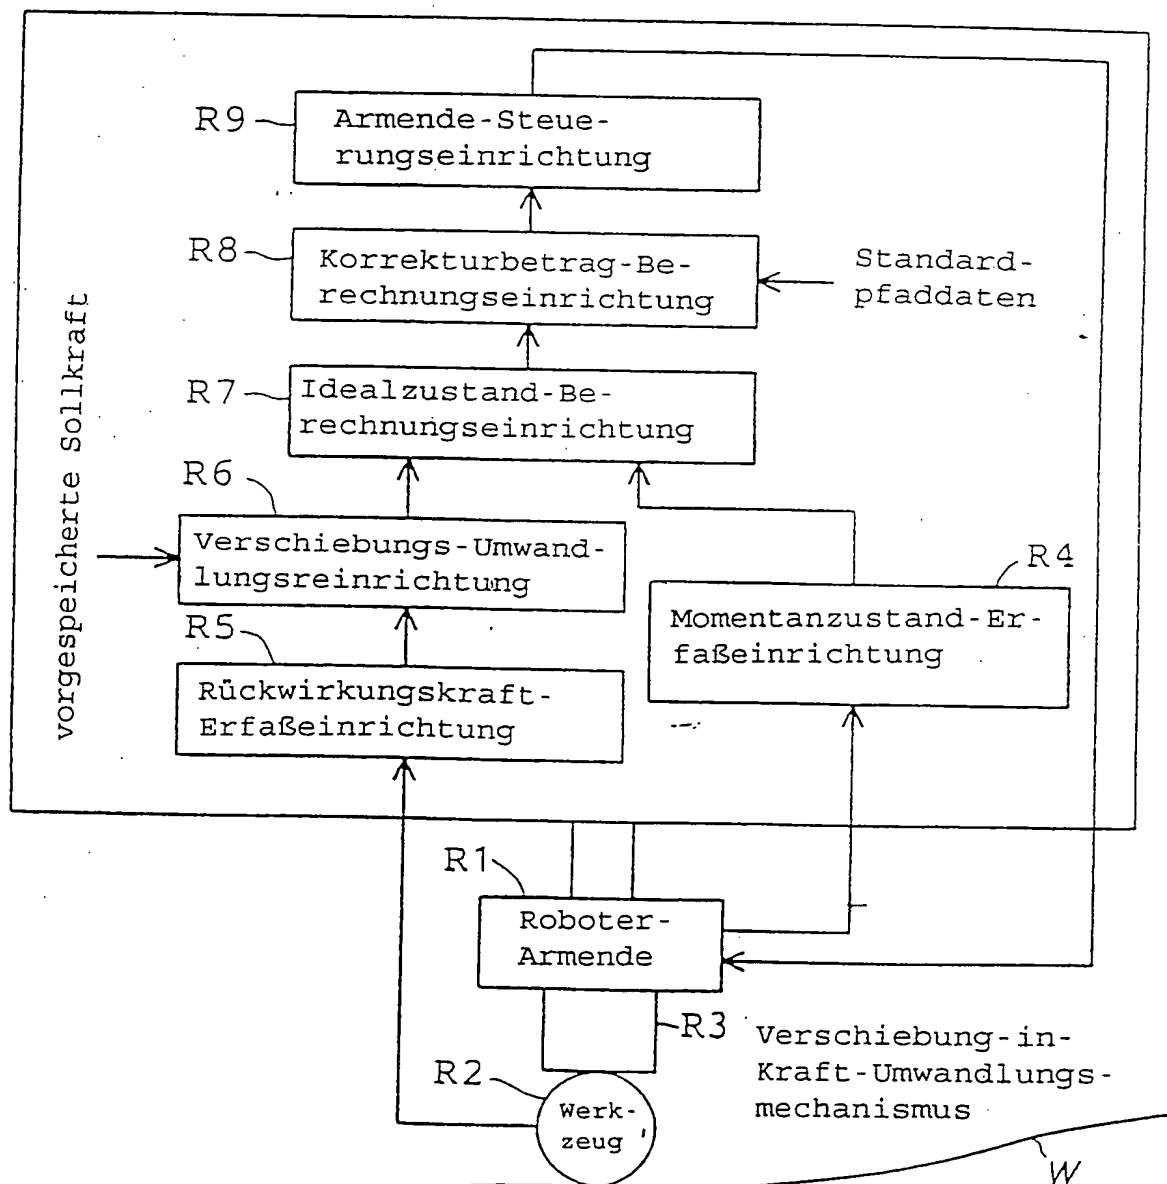 R9
Armende-Steue-
rungseinrichtung
R8
Korrekturbetrag-Be-
rechnungseinrichtung
Standard-
pfaddaten
R7
Idealzustand-Be-
rechnungseinrichtung
vorgespeicherte Sollkraft
R6
Verschiebungs-Umwand-
lungsreinrichtung
R4
Momentanzustand-Er-
faßeinrichtung
R5
Rückwirkungskraft-
Erfaßeinrichtung
R1
Roboter-
Armende
R3
Verschiebung-in-
Kraft-Umwandlungs-
mechanismus
R2
Werk-
zeug
W